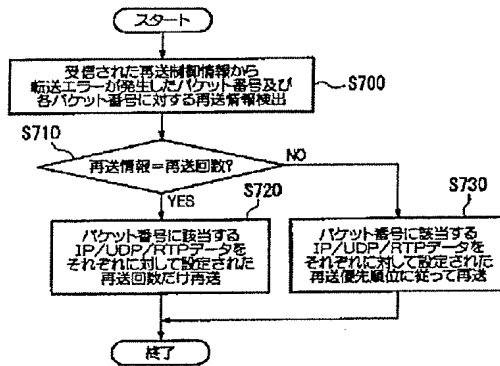 スタート
受信された再送制御情報から
転送エラーが発生したパケット番号及び
各パケット番号に対する再送情報検出
S700
S710
再送情報=再送回数?
NO
YES
S720
パケット番号に該当する
IP/UDP/RTPデータを
それぞれに対して設定された
再送回数だけ再送
S730
パケット番号に該当する
IP/UDP/RTPデータを
それぞれに対して設定された
再送優先順位に従って再送
終了